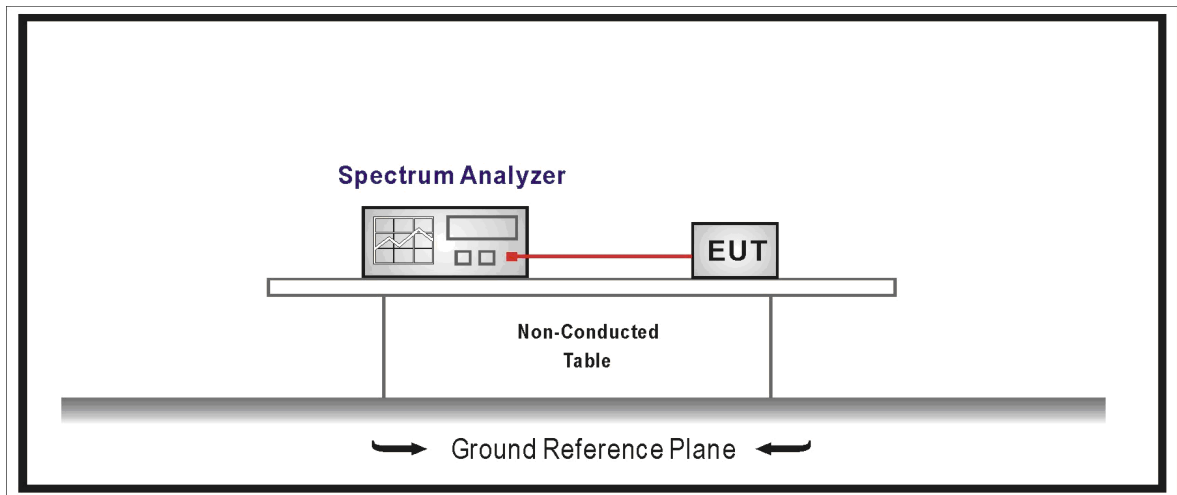 Spectrum Analyzer
EUT
Non-Conducted
Table
Ground Reference Plane